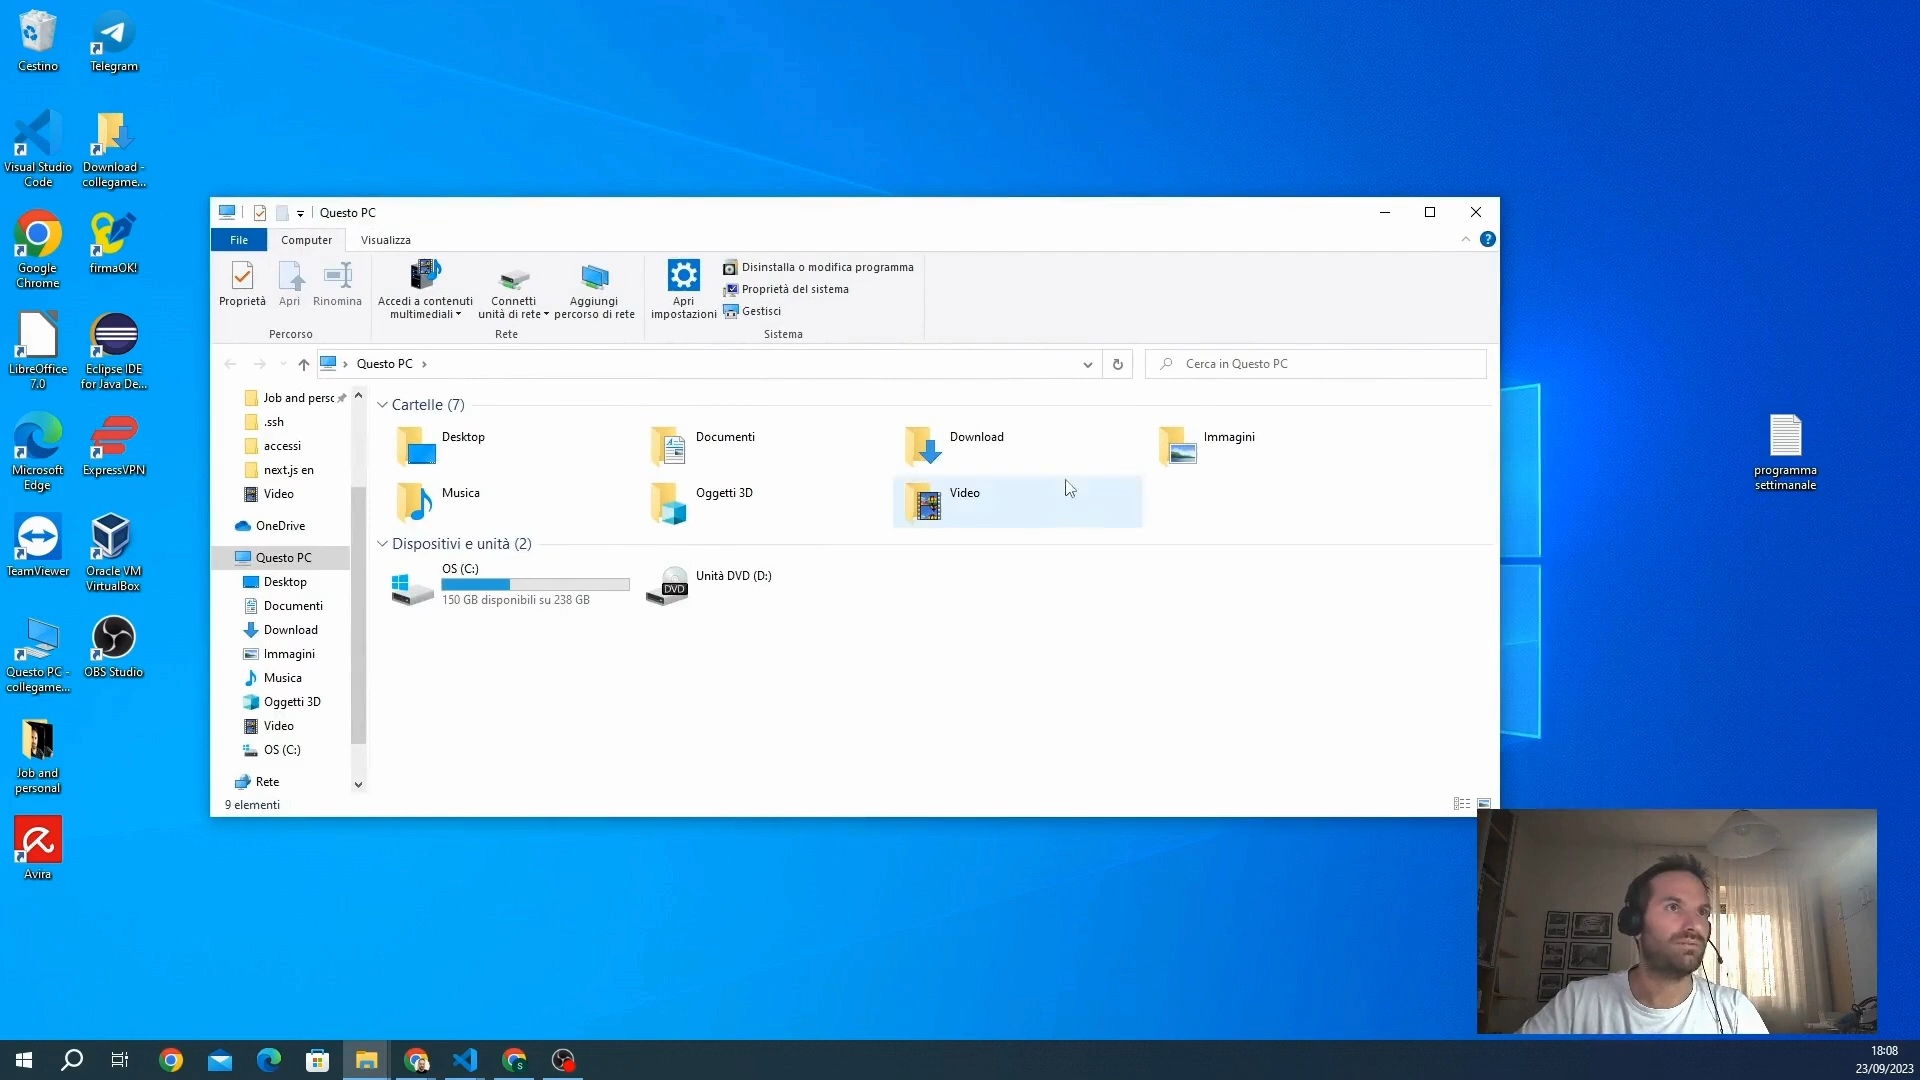 Cestino
Telegram
Visual Studio
Code
Download -
collegame...
Google
Chrome
firmaOK!
LibreOffice
7.0
Eclipse IDE
for Java De...
Microsoft
Edge
ExpressVPN
TeamViewer
Oracle VM
VirtualBox
Questo PC -
collegame...
OBS Studio
Job and
personal
Avira
Questo PC
File
Computer
Visualizza
Proprietà
Apri
Rinomina
Percorso
Accedi a contenuti
multimediali
Connetti
unità di rete
Aggiungi
percorso di rete
Rete
Apri
impostazioni
Disinstalla o modifica programma
Proprietà del sistema
Gestisci
Sistema
Questo PC
Cerca in Questo PC
Job and persc
.ssh
accessi
next.js en
Video
OneDrive
Questo PC
Desktop
Documenti
Download
Immagini
Musica
Oggetti 3D
Video
OS (C:)
Rete
Cartelle (7)
Desktop
Documenti
Download
Immagini
Musica
Oggetti 3D
Video
Dispositivi e unità (2)
OS (C:)
150 GB disponibili su 238 GB
DVD
Unità DVD (D:)
9 elementi
programma
settimanale
S
18:08
23/09/2023